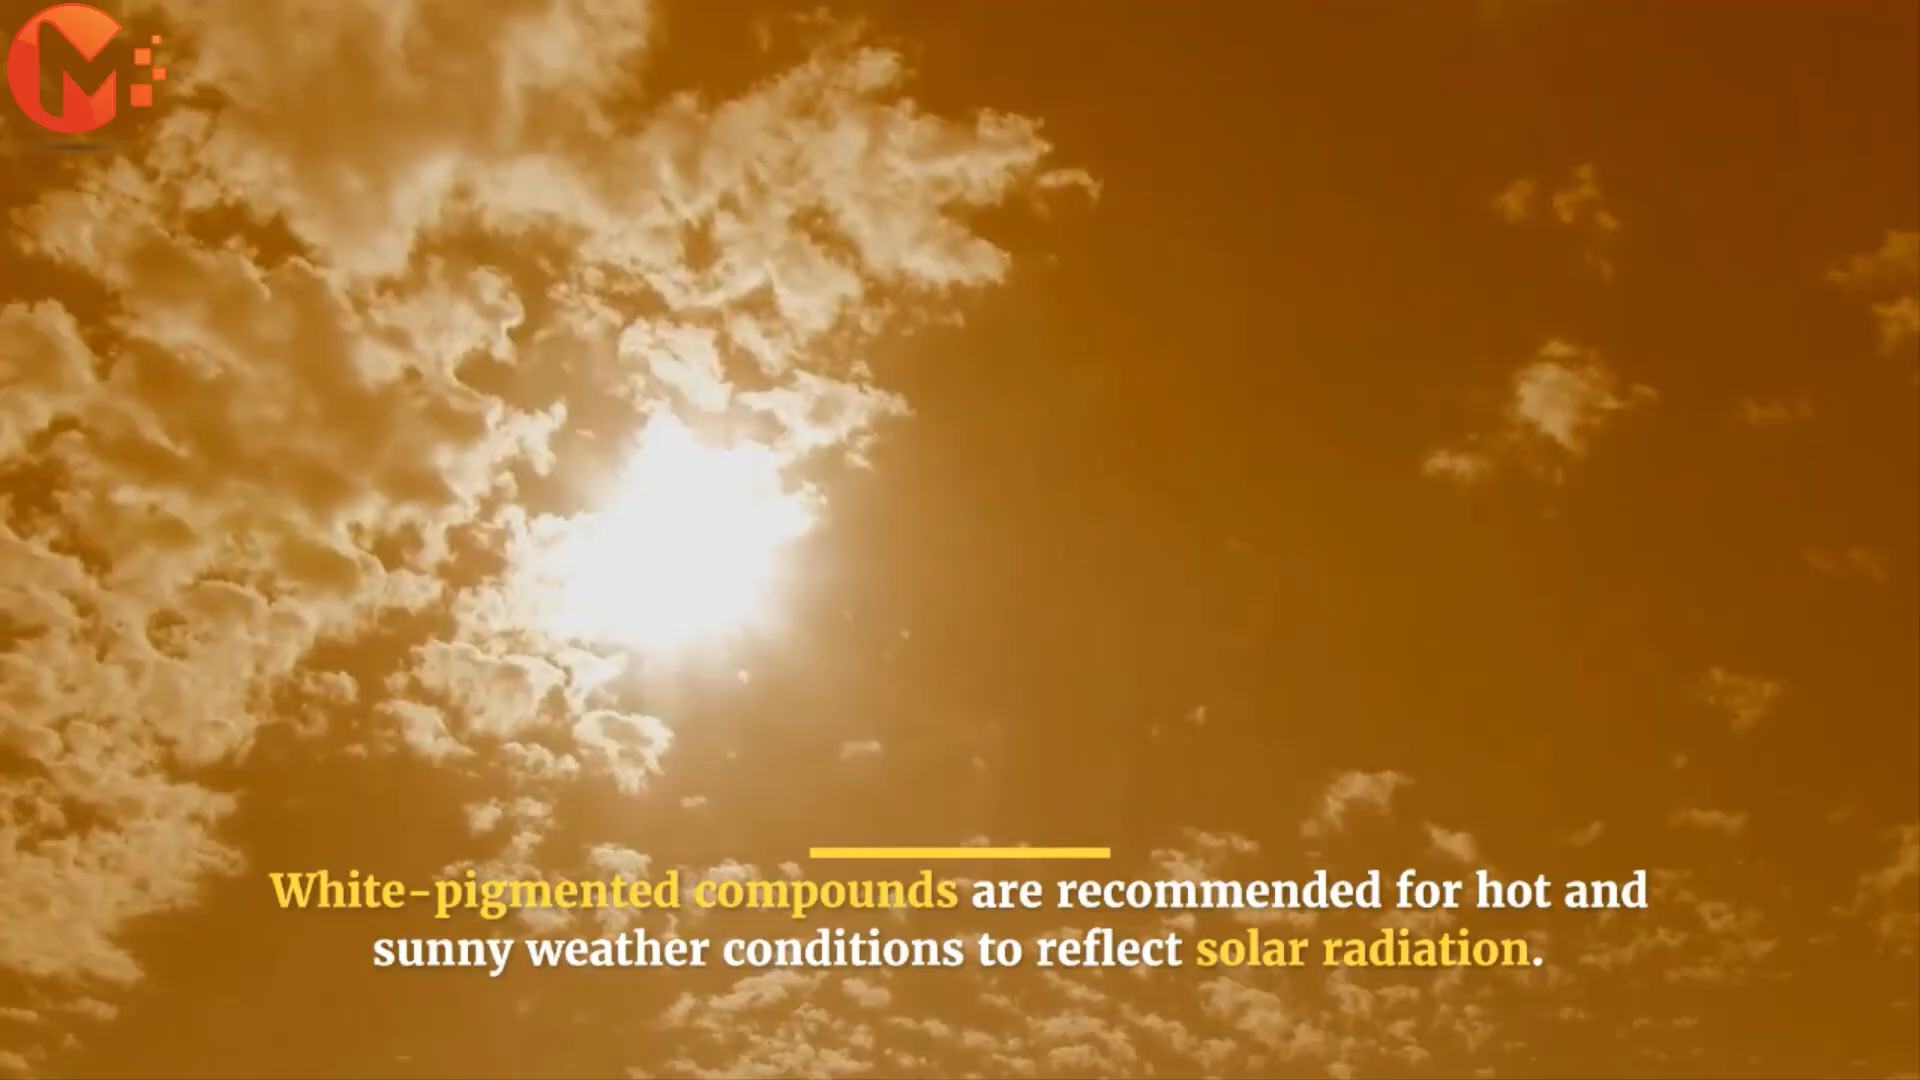 White-pigmented compounds are recommended for hot and
sunny weather conditions to reflect solar radiation.